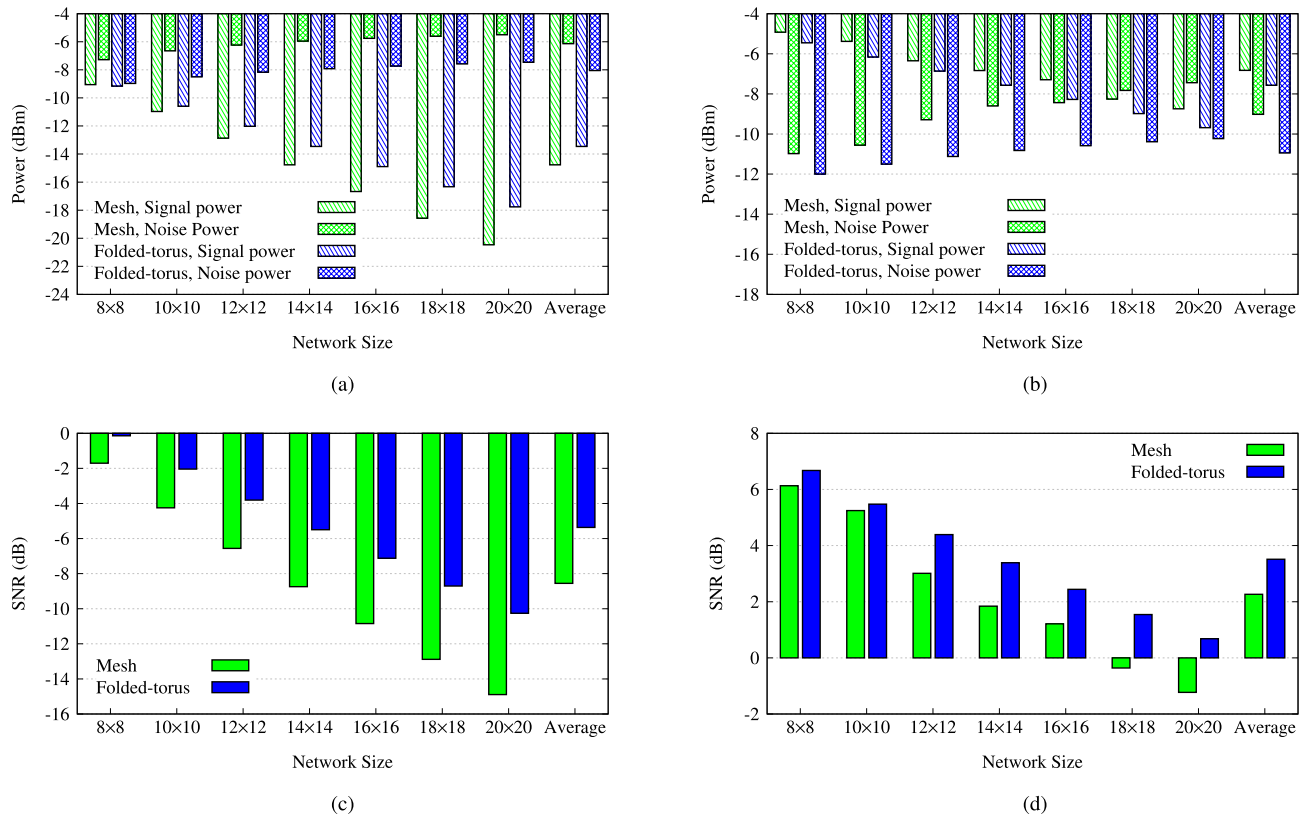 -4
-6
-8
-10
-12
-14
-16
-18
-20
-22
-24
Power (dBm)
Mesh, Signal power
Mesh, Noise Power
Folded-torus, Signal power
Folded-torus, Noise power
8×8 10×10 12×12 14×14 16×16 18×18 20×20 Average
Network Size
(a)
-4
-6
-8
-10
-12
-14
-16
-18
Power (dBm)
Mesh, Signal power
Mesh, Noise Power
Folded-torus, Signal power
Folded-torus, Noise power
8×8 10×10 12×12 14×14 16×16 18×18 20×20 Average
Network Size
(b)
0
-2
-4
-6
-8
-10
-12
-14
-16
SNR (dB)
Mesh
Folded-torus
8×8 10×10 12×12 14×14 16×16 18×18 20×20 Average
Network Size
(c)
8
6
4
2
0
-2
SNR (dB)
Mesh
Folded-torus
8×8 10×10 12×12 14×14 16×16 18×18 20×20 Average
Network Size
(d)